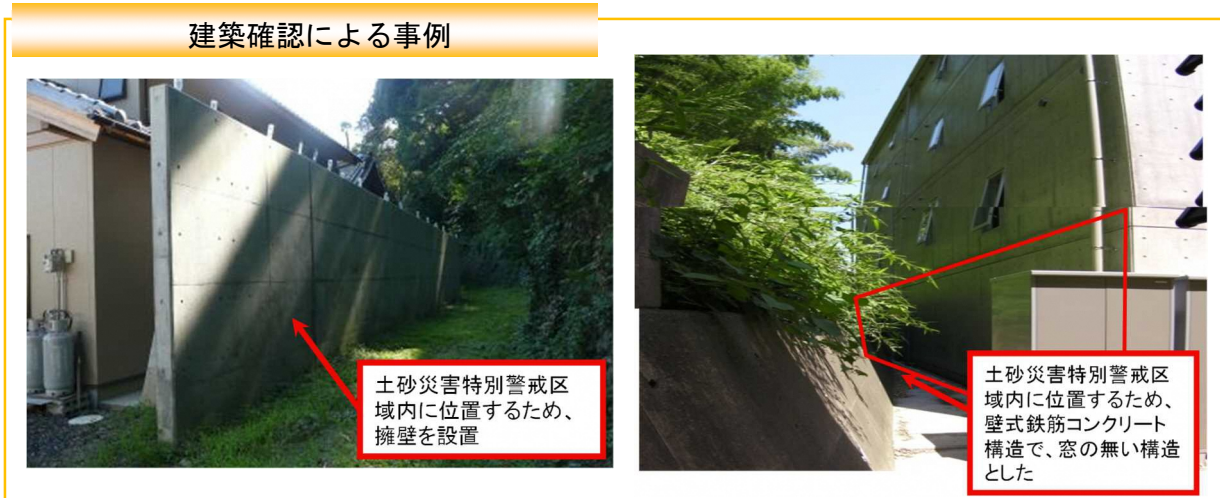 建築確認による事例
土砂災害特別警戒区
域内に位置するため、
擁壁を設置
土砂災害特別警戒区
域内に位置するため、
壁式鉄筋コンクリート
構造で、窓の無い構造
とした